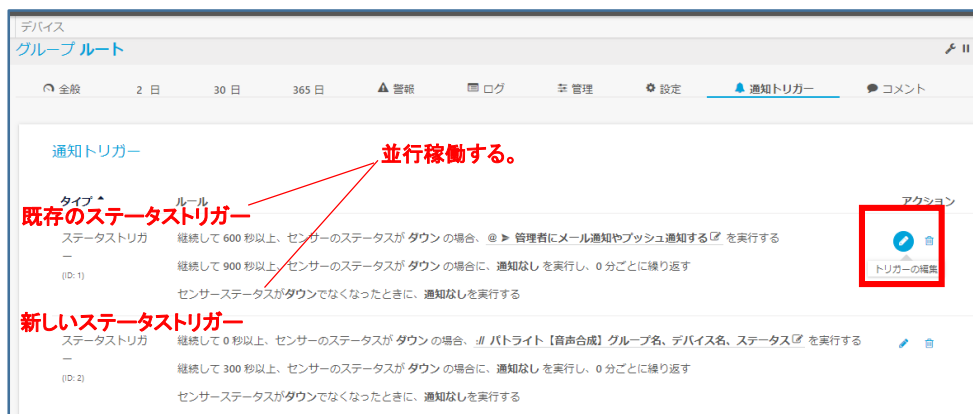 デバイス
グループ ルート
全般 2 日 30 日 365 日 警報 ログ 管理 設定 通知トリガー コメント
通知トリガー
並行稼働する。
タイプ ルール アクション
既存のステータストリガー
ステータストリガー 継続して 600 秒以上、センサーのステータスが ダウン の場合、 @ ➤ 管理者にメール通知やプッシュ通知する を実行する
(ID: 1) 継続して 900 秒以上、センサーのステータスが ダウン の場合に、通知なし を実行し、0 分ごとに繰り返す
トリガーの編集
センサーステータスがダウンでなくなったときに、通知なしを実行する
新しいステータストリガー
ステータストリガー 継続して 0 秒以上、センサーのステータスが ダウン の場合、 :// パトライト【音声合成】グループ名、デバイス名、ステータス を実行する
(ID: 2) 継続して 300 秒以上、センサーのステータスが ダウン の場合に、通知なし を実行し、0 分ごとに繰り返す
センサーステータスがダウンでなくなったときに、通知なしを実行する